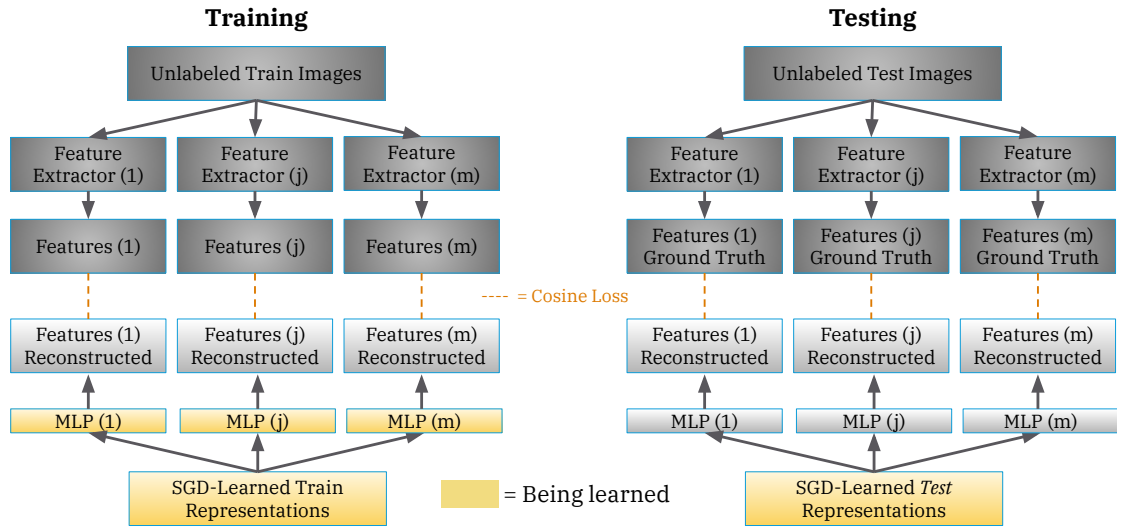 Training
Testing
Unlabeled Train Images
Unlabeled Test Images
Feature
Extractor (1)
Feature
Extractor (j)
Feature
Extractor (m)
Feature
Extractor (1)
Feature
Extractor (j)
Feature
Extractor (m)
Features (1)
Features (j)
Features (m)
Features (1)
Ground Truth
Features (j)
Ground Truth
Features (m)
Ground Truth
---- = Cosine Loss
Features (1)
Reconstructed
Features (j)
Reconstructed
Features (m)
Reconstructed
Features (1)
Reconstructed
Features (j)
Reconstructed
Features (m)
Reconstructed
MLP (1)
MLP (j)
MLP (m)
MLP (1)
MLP (j)
MLP (m)
SGD-Learned Train
Representations
= Being learned
SGD-Learned Test
Representations